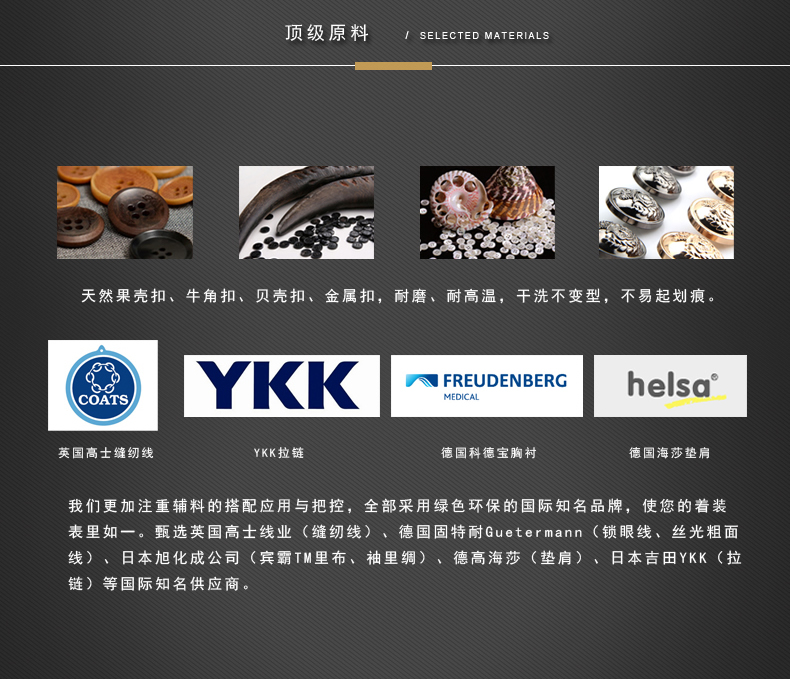 顶级原料 / SELECTED MATERIALS
天然果壳扣、牛角扣、贝壳扣、金属扣，耐磨、耐高温，干洗不变型，不易起划痕。
COATS
YKK
FREUDENBERG
MEDICAL
helsa®
英国高士缝纫线
YKK拉链
德国科德宝胸衬
德国海莎垫肩
我们更加注重辅料的搭配应用与把控，全部采用绿色环保的国际知名品牌，使您的着装
表里如一。甄选英国高士线业（缝纫线）、德国固特耐Guetermann（锁眼线、丝光粗面
线）、日本旭化成公司（宾霸TM里布、袖里绸）、德高海莎（垫肩）、日本吉田YKK（拉
链）等国际知名供应商。